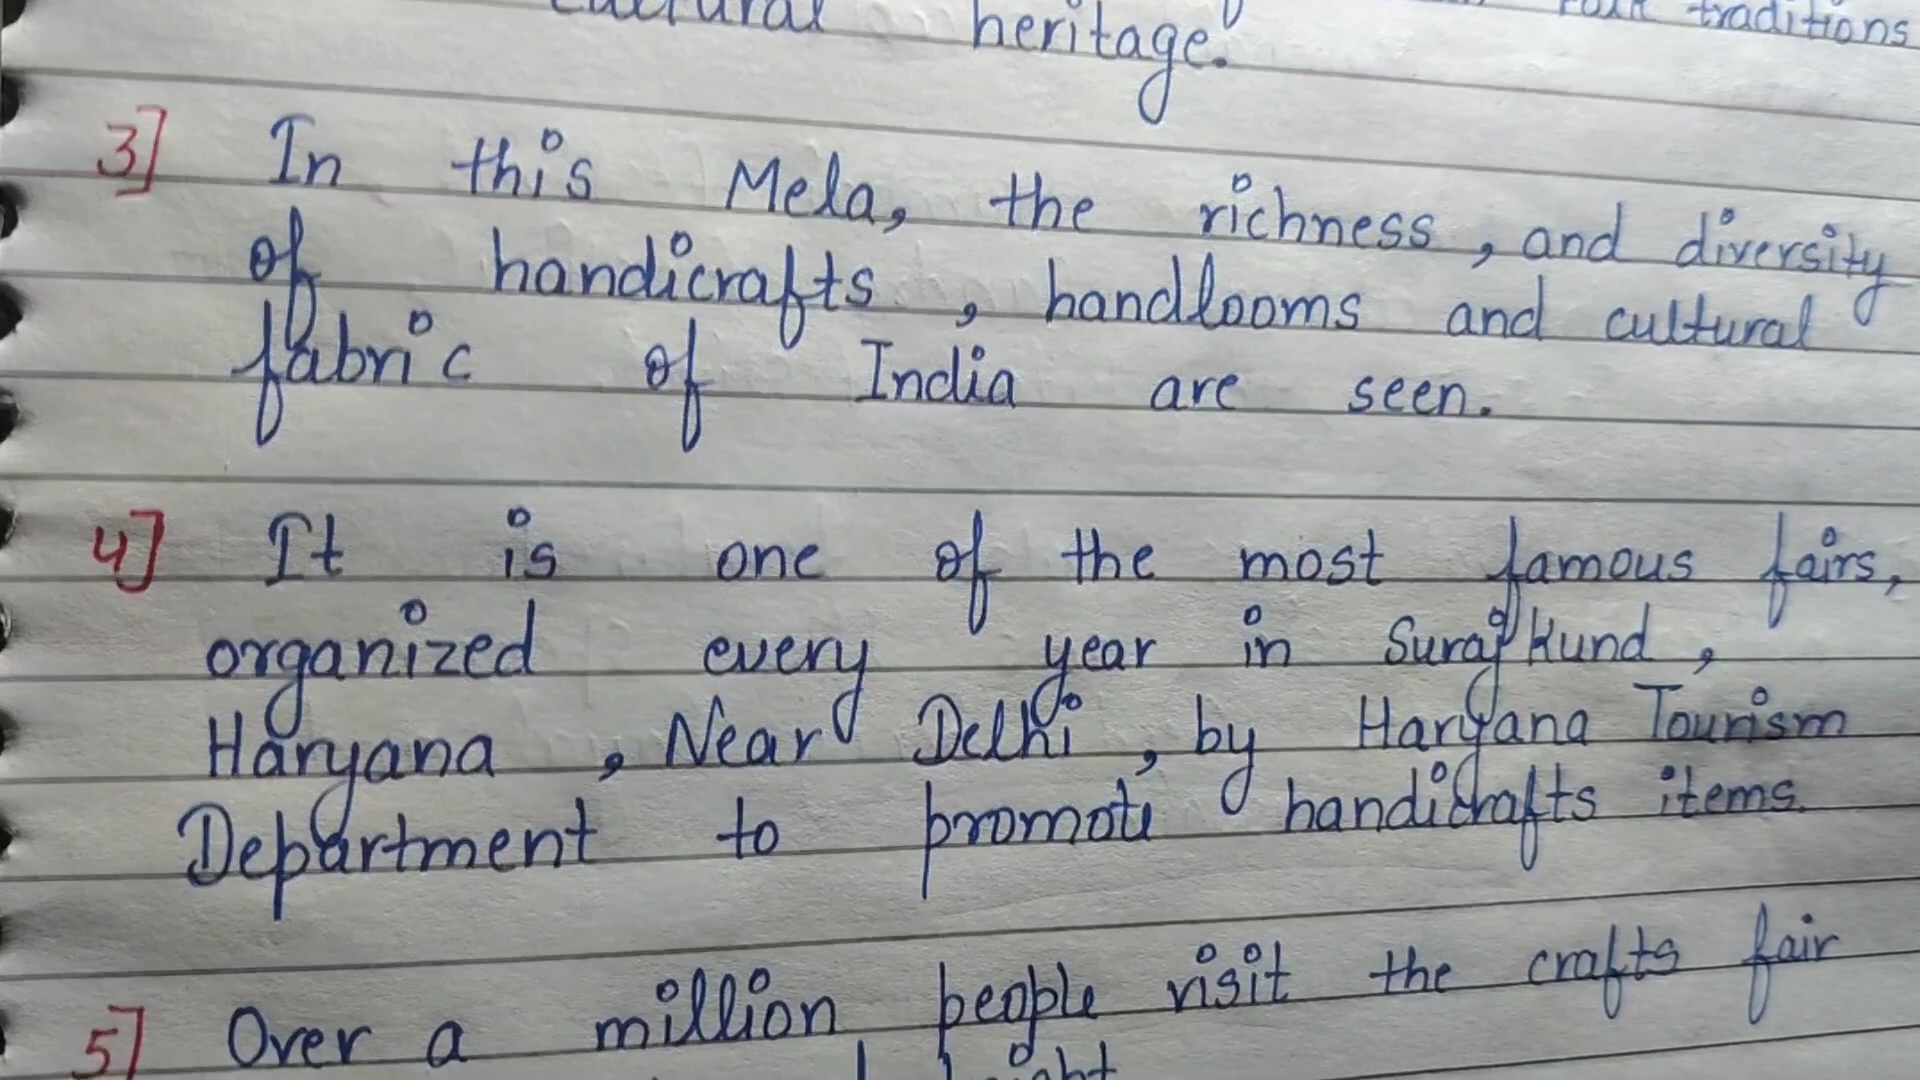 cultural heritage. traditions
3] In this Mela, the richness, and diversity
of handicrafts, handlooms and cultural
fabric of India are seen.
4] It is one of the most famous fairs,
organized every year in Surajkund,
Haryana, Near Delhi, by Haryana Tourism
Department to promote handicrafts items.
5] Over a million people visit the crafts fair